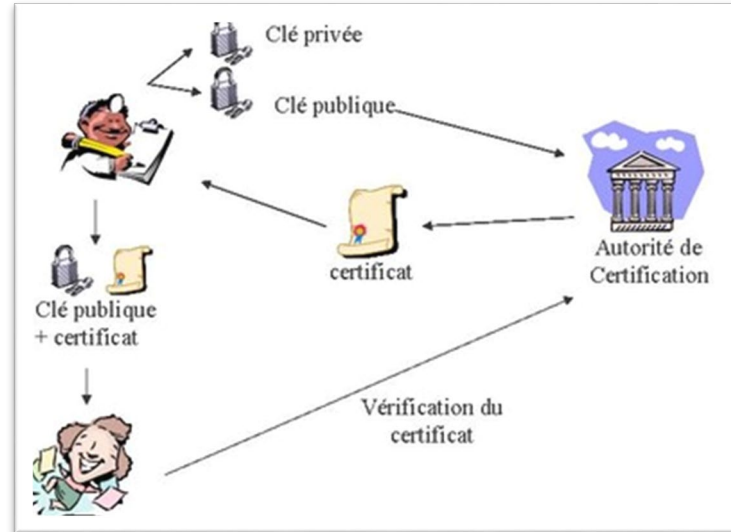 Clé privée
Clé publique
certificat
Autorité de
Certification
Clé publique
+ certificat
Vérification du
certificat